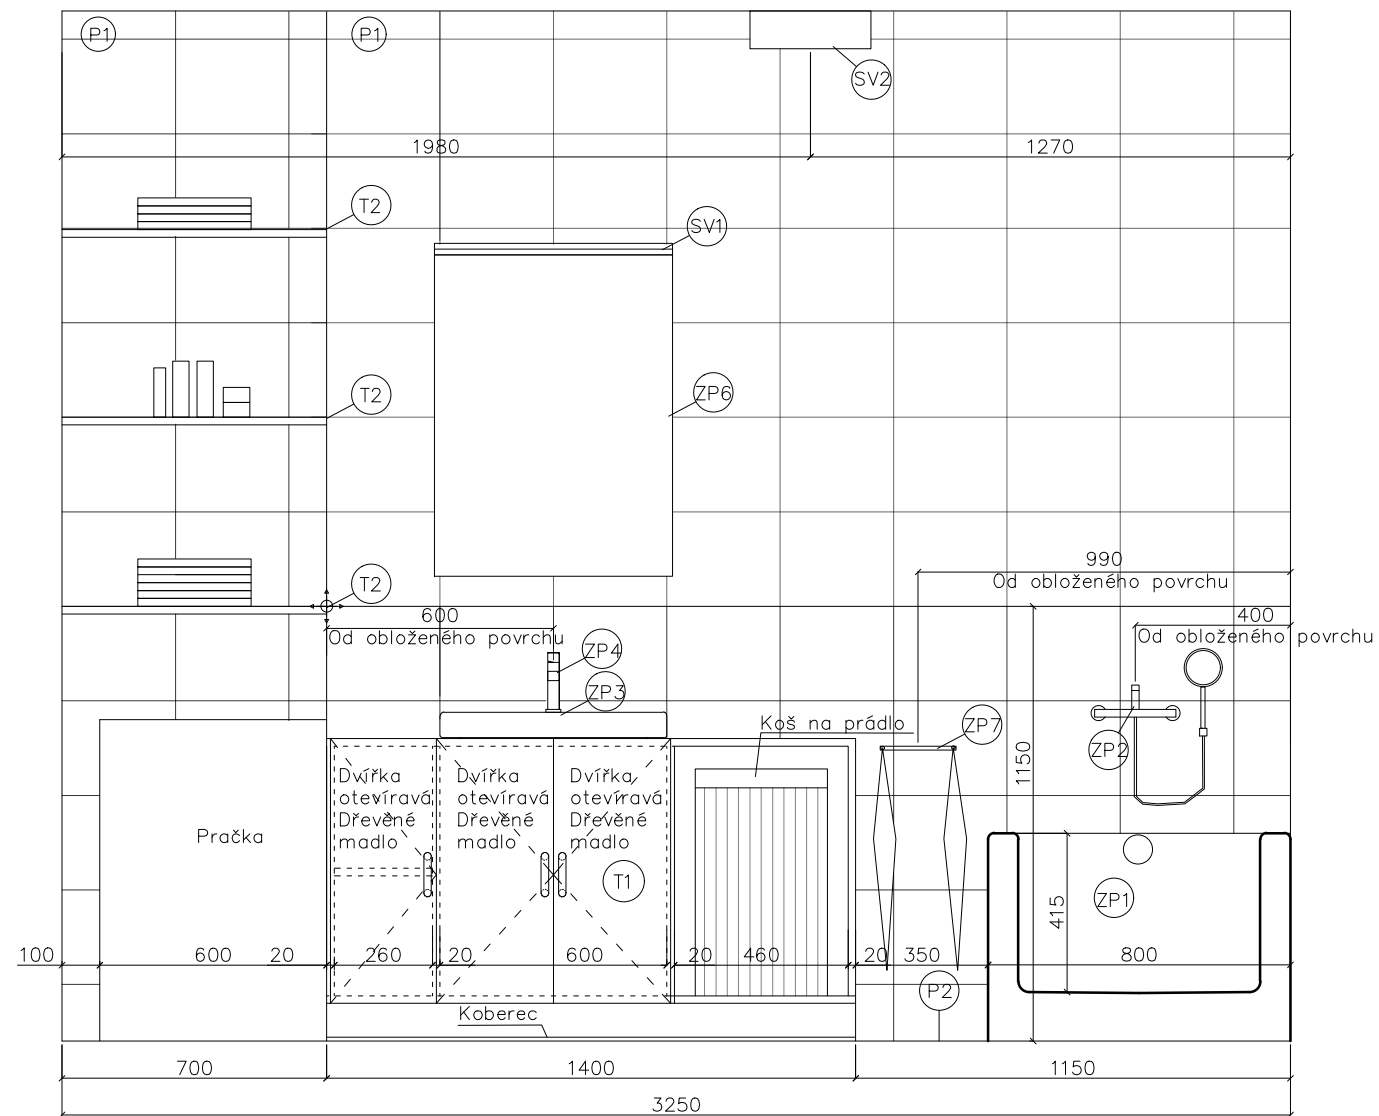 P1
P1
SV2
1980
1270
T2
SV1
T2
ZP6
990
Od obloženého povrchu
T2
600
Od obloženého povrchu
400
Od obloženého povrchu
ZP4
ZP3
Koš na prádlo
ZP7
ZP2
1150
Dvířka
otevíravá
Dřevěné
madlo
Dvířka
otevíravá
Dřevěné
madlo
Dvířka
otevíravá
Dřevěné
madlo
Pračka
T1
ZP1
415
100
600
20
260
20
600
20
460
20
350
800
P2
Koberec
700
1400
1150
3250